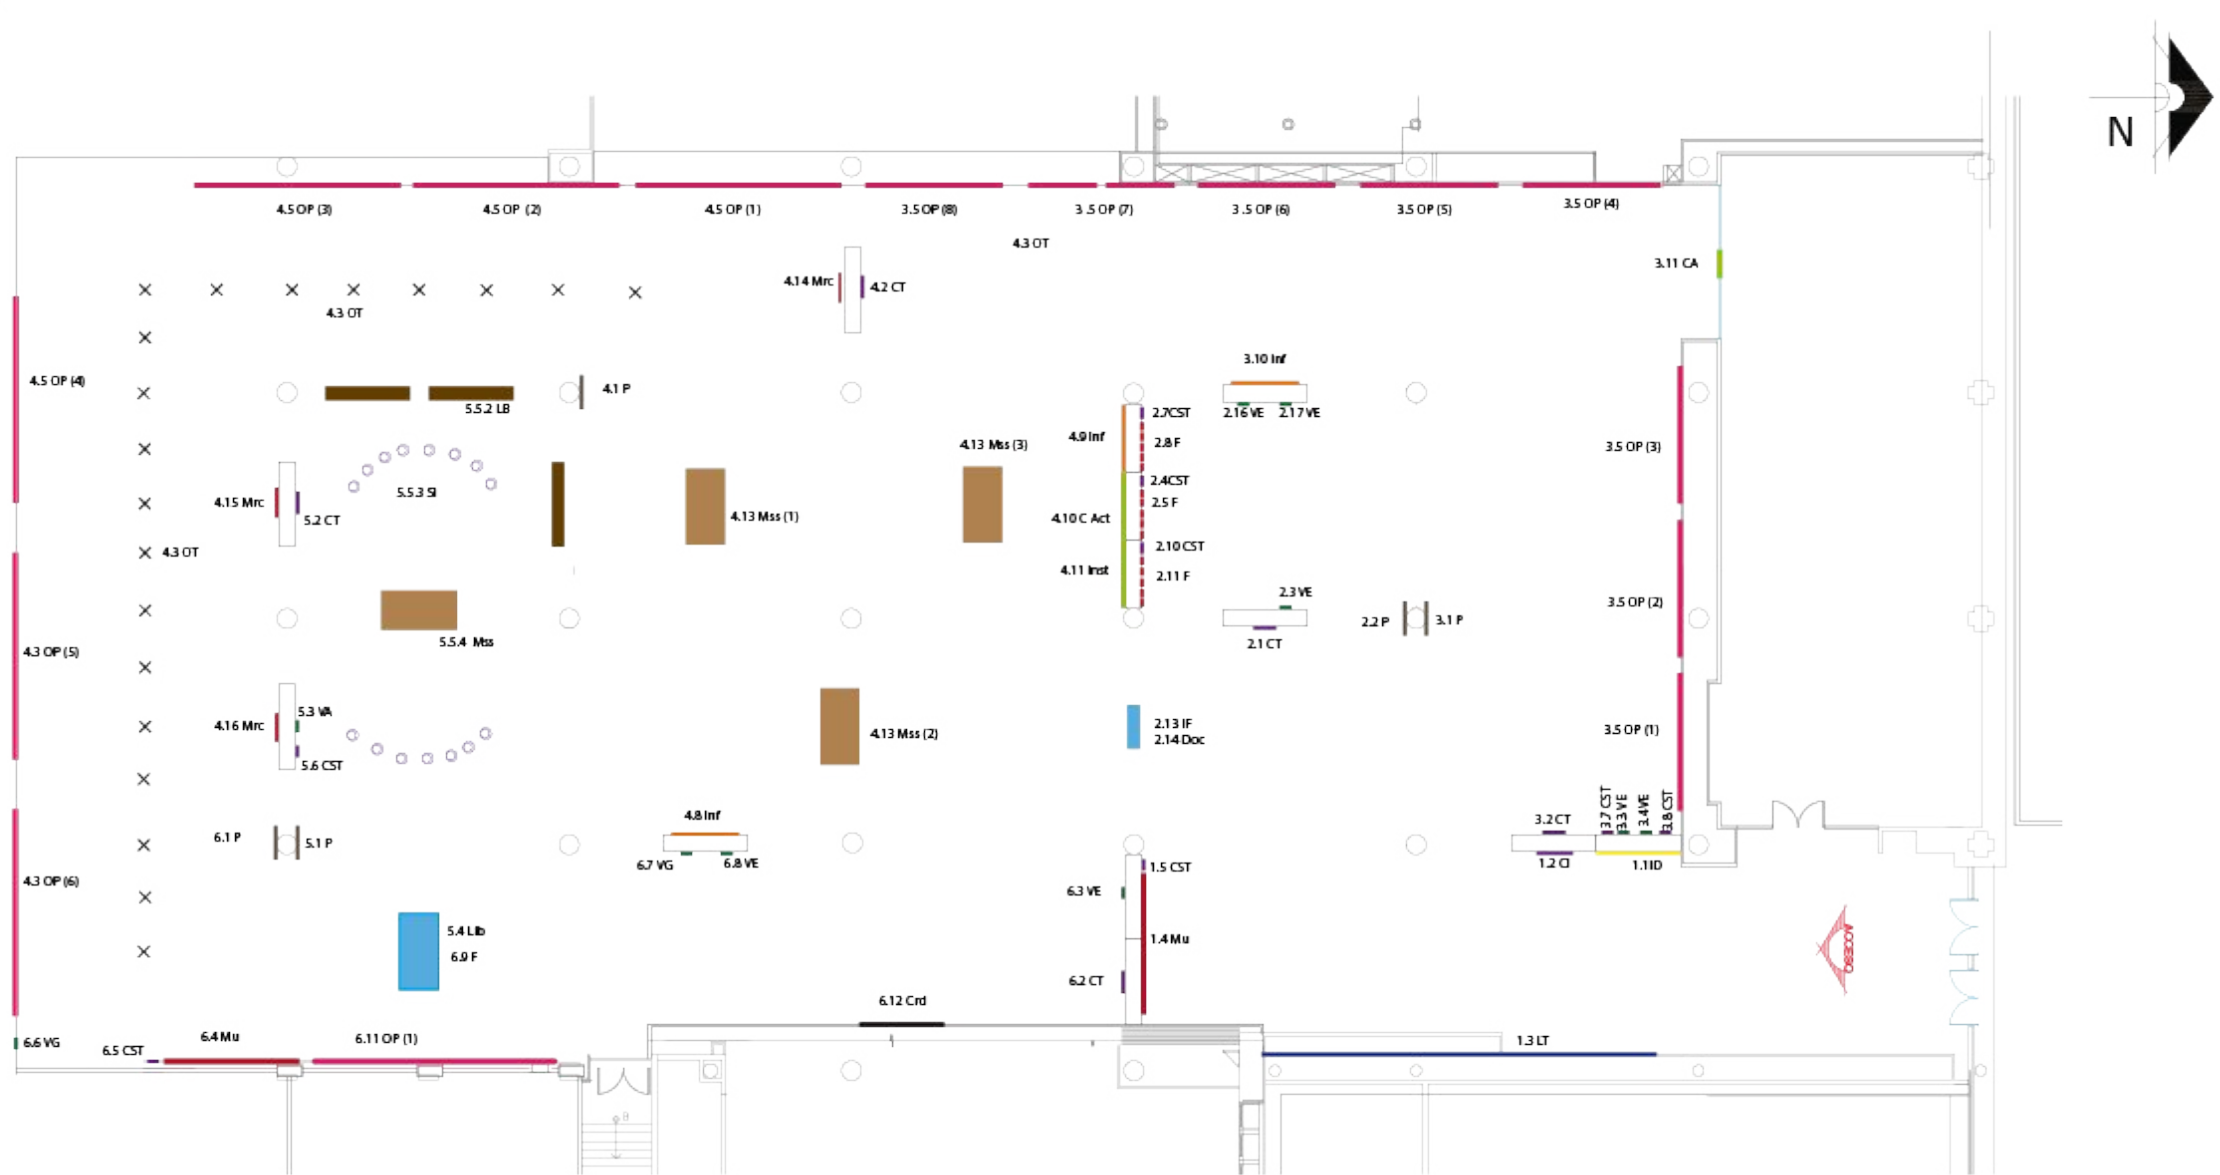 N
4.5 OP (3)
4.5 OP (2)
4.5 OP (1)
3.5 OP (8)
3.5 OP (7)
3.5 OP (6)
3.5 OP (5)
3.5 OP (4)
4.3 OT
3.11 CA
4.14 Mrc
4.2 CT
4.3 OT
3.10 Inf
4.5 OP (4)
4.1 P
5.5.2 LB
2.16 VE
2.17 VE
2.7CST
4.9 Inf
2.8 F
4.13 Mss (3)
3.5 OP (3)
2.4CST
5.5.3 SI
4.15 Mrc
2.5 F
5.2 CT
4.13 Mss (1)
4.10 C Act
2.10 CST
4.3 OT
4.11 Inst
2.11 F
2.3 VE
3.5 OP (2)
2.2 P
3.1 P
5.5.4 Mss
2.1 CT
4.3 OP (5)
5.3 VA
4.16 Mrc
4.13 Mss (2)
2.13 IF
2.14 Doc
3.5 OP (1)
5.6 CST
3.7 CST
3.3 VE
3.4 VE
3.8 CST
4.8 Inf
3.2 CT
6.1 P
5.1 P
6.7 VG
6.8 VE
1.5 CST
1.2 CI
1.1 ID
4.3 OP (6)
6.3 VE
5.4 Llib
6.9 F
1.4 Mu
ACCESO
6.2 CT
6.12 Crd
6.4 Mu
6.11 OP (1)
6.6 VG
6.5 CST
1.3 LT